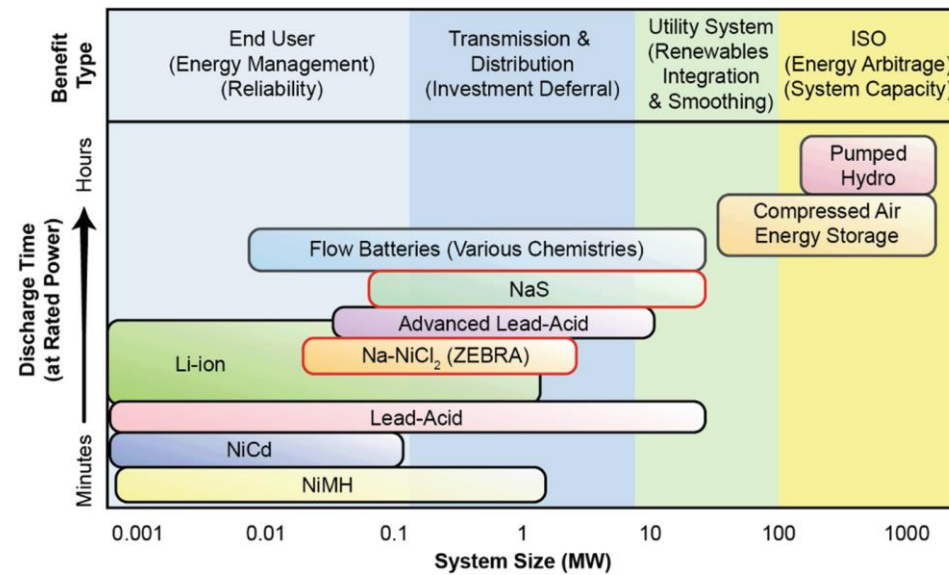 Benefit
Type
End User
(Energy Management)
(Reliability)
Transmission &
Distribution
(Investment Deferral)
Utility System
(Renewables
Integration
& Smoothing)
ISO
(Energy Arbitrage)
(System Capacity)
Discharge Time
(at Rated Power)
Hours
Minutes
Pumped
Hydro
Compressed Air
Energy Storage
Flow Batteries (Various Chemistries)
NaS
Advanced Lead-Acid
Li-ion
Na-NiCl₂ (ZEBRA)
Lead-Acid
NiCd
NiMH
0.001 0.01 0.1 1 10 100 1000
System Size (MW)